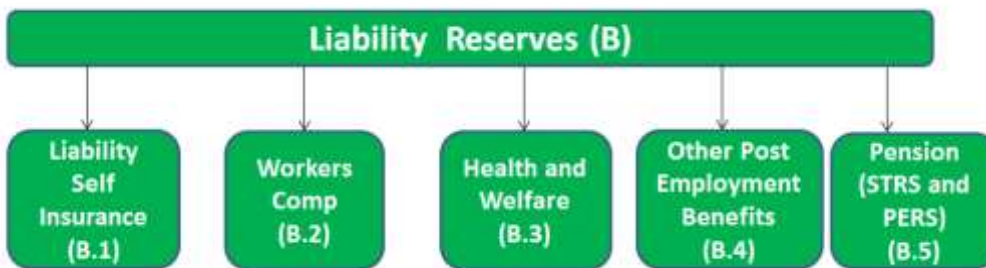 Liability Reserves (B)
Liability
Self
Insurance
(B.1)
Workers
Comp
(B.2)
Health and
Welfare
(B.3)
Other Post
Employment
Benefits
(B.4)
Pension
(STRS and
PERS)
(B.5)